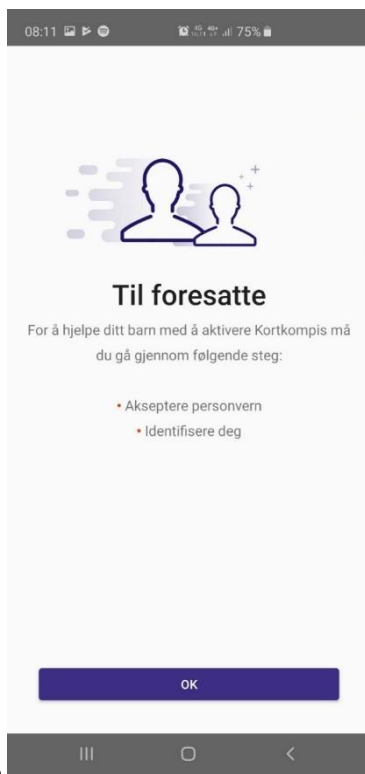 08:11 75%
Til foresatte
For å hjelpe ditt barn med å aktivere Kortkompis må
du gå gjennom følgende steg:
• Akseptere personvern
• Identifisere deg
OK